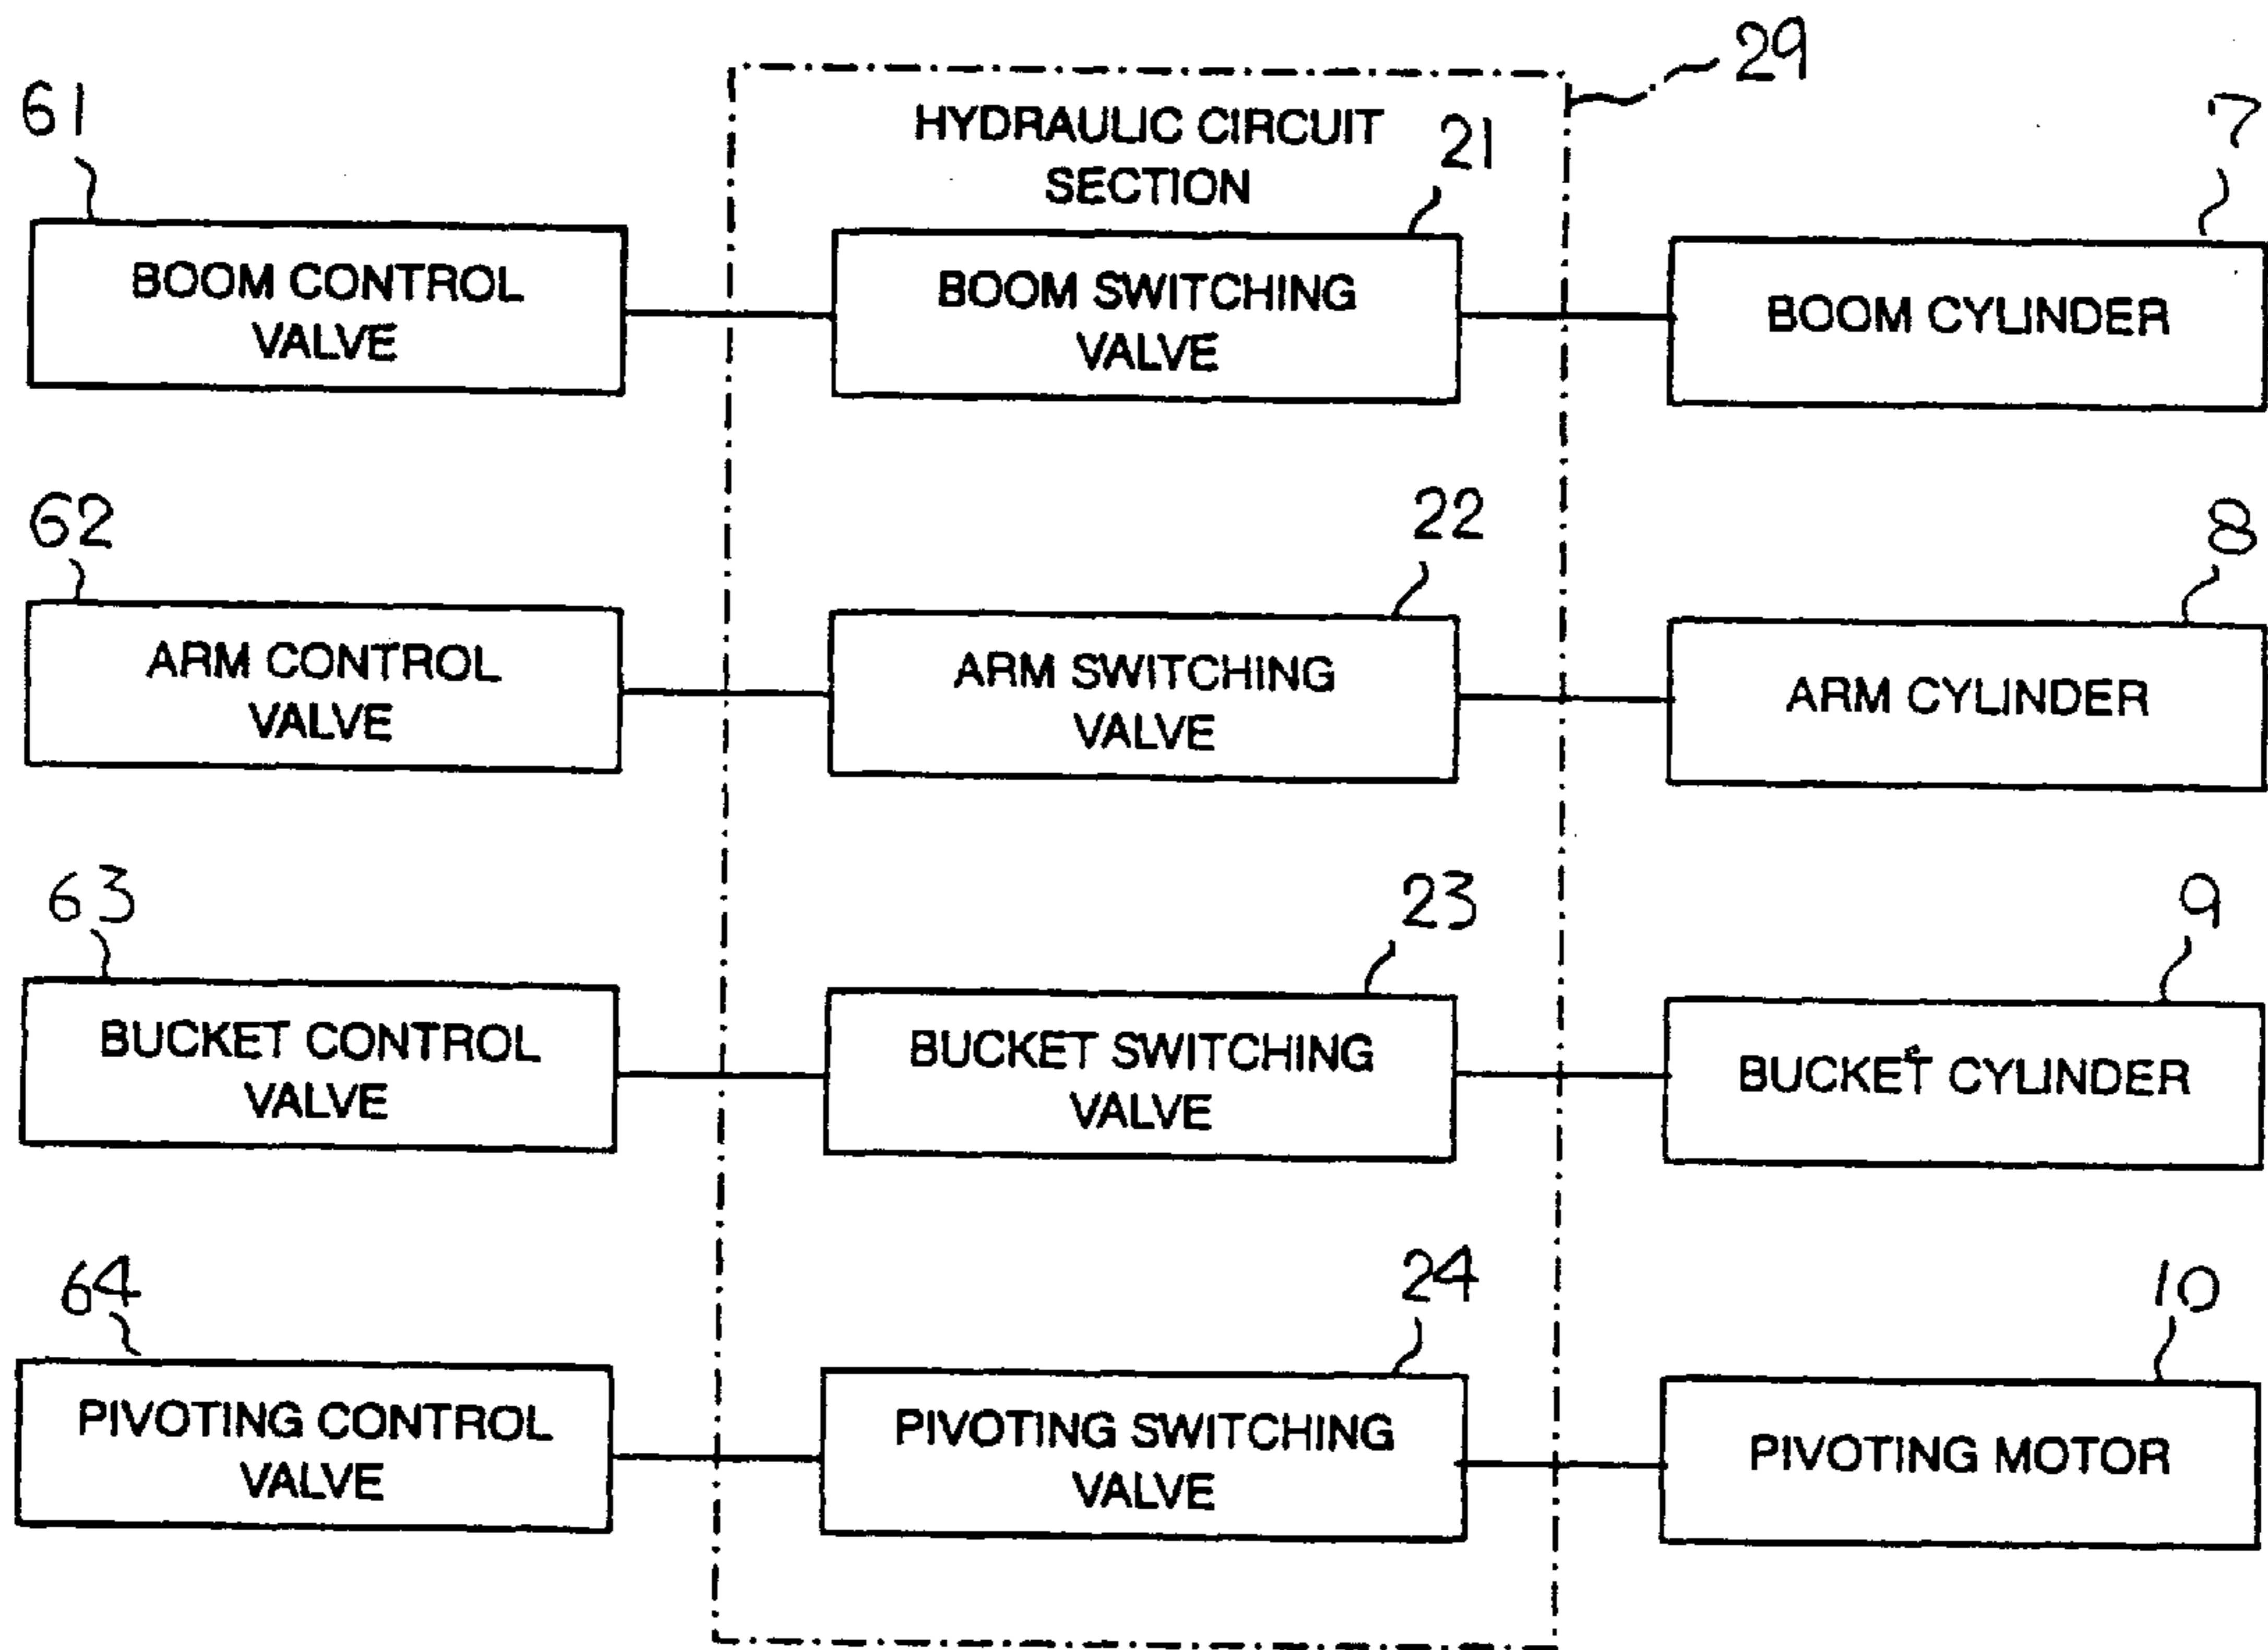 29
61
HYDRAULIC CIRCUIT
SECTION
21
7
BOOM CONTROL
VALVE
BOOM SWITCHING
VALVE
BOOM CYLINDER
62
22
8
ARM CONTROL
VALVE
ARM SWITCHING
VALVE
ARM CYLINDER
63
23
9
BUCKET CONTROL
VALVE
BUCKET SWITCHING
VALVE
BUCKET CYLINDER
64
24
10
PIVOTING CONTROL
VALVE
PIVOTING SWITCHING
VALVE
PIVOTING MOTOR